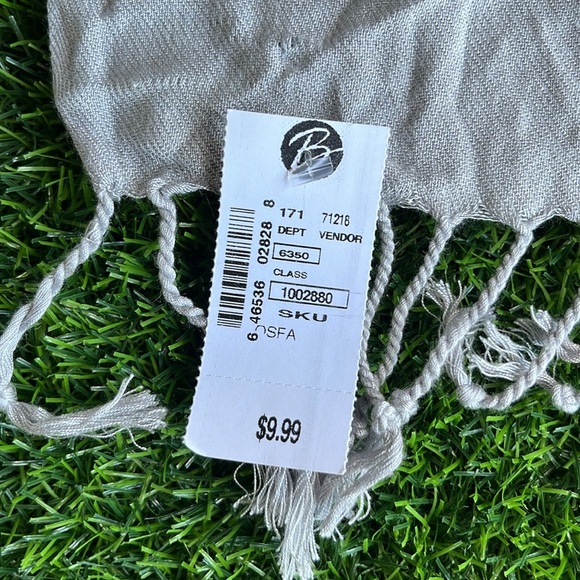 B
171 71216
DEPT VENDOR
6350
CLASS
1002880
SKU
OSFA
6 46536 02828 8
$9.99